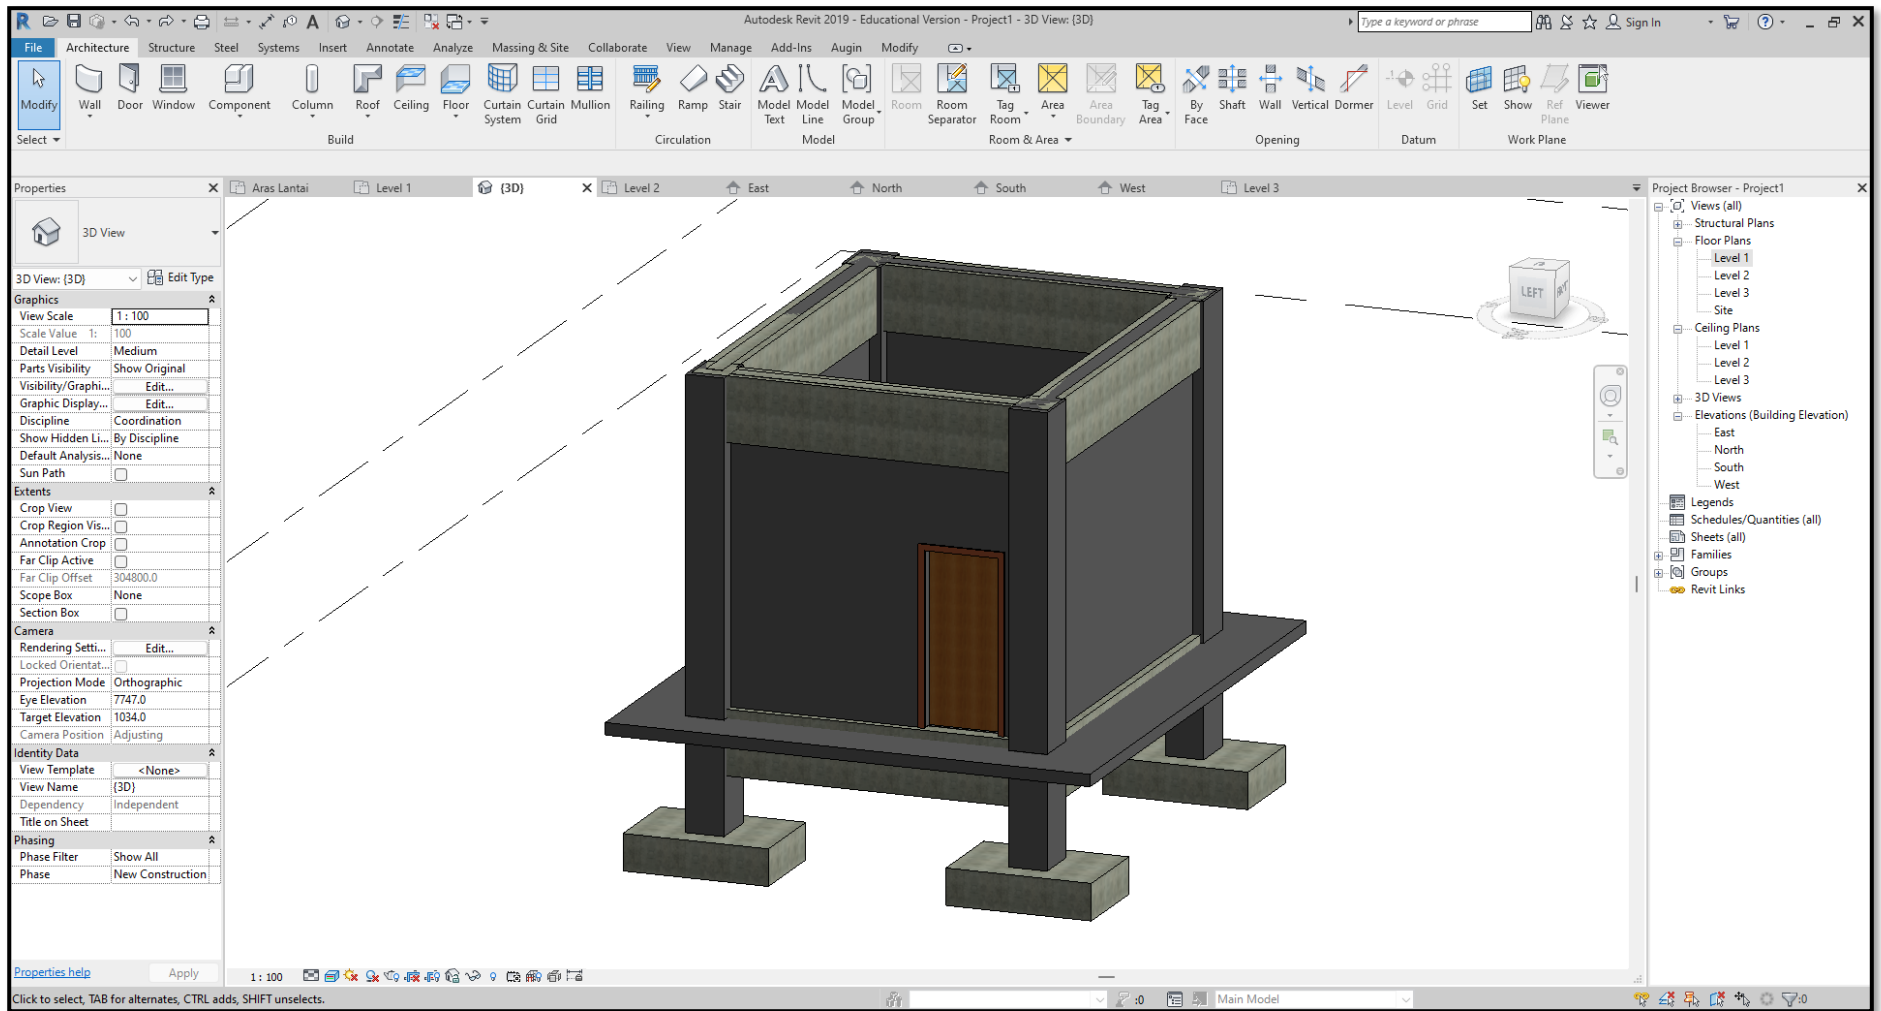 Autodesk Revit 2019 - Educational Version - Project1 - 3D View: {3D}
Type a keyword or phrase
Sign In
File Architecture Structure Steel Systems Insert Annotate Analyze Massing & Site Collaborate View Manage Add-Ins Augin Modify
Modify Wall Door Window Component Column Roof Ceiling Floor Curtain System Curtain Grid Mullion Railing Ramp Stair Model Text Model Line Model Group Room Room Separator Tag Room Area Area Boundary Tag Area By Face Shaft Wall Vertical Dormer Level Grid Set Show Ref Plane Viewer
Select Build Circulation Model Room & Area Opening Datum Work Plane
Properties
Aras Lantai Level 1 {3D} Level 2 East North South West Level 3
3D View
3D View: {3D} Edit Type
Graphics
View Scale 1 : 100
Scale Value 1: 100
Detail Level Medium
Parts Visibility Show Original
Visibility/Graphi... Edit...
Graphic Display... Edit...
Discipline Coordination
Show Hidden Li... By Discipline
Default Analysis... None
Sun Path
Extents
Crop View
Crop Region Vis...
Annotation Crop
Far Clip Active
Far Clip Offset 304800.0
Scope Box None
Section Box
Camera
Rendering Setti... Edit...
Locked Orientat...
Projection Mode Orthographic
Eye Elevation 7747.0
Target Elevation 1034.0
Camera Position Adjusting
Identity Data
View Template <None>
View Name {3D}
Dependency Independent
Title on Sheet
Phasing
Phase Filter Show All
Phase New Construction
Properties help Apply
LEFT
Project Browser - Project1
Views (all)
Structural Plans
Floor Plans
Level 1
Level 2
Level 3
Site
Ceiling Plans
Level 1
Level 2
Level 3
3D Views
Elevations (Building Elevation)
East
North
South
West
Legends
Schedules/Quantities (all)
Sheets (all)
Families
Groups
Revit Links
1 : 100
Click to select, TAB for alternates, CTRL adds, SHIFT unselects.
:0
Main Model
:0